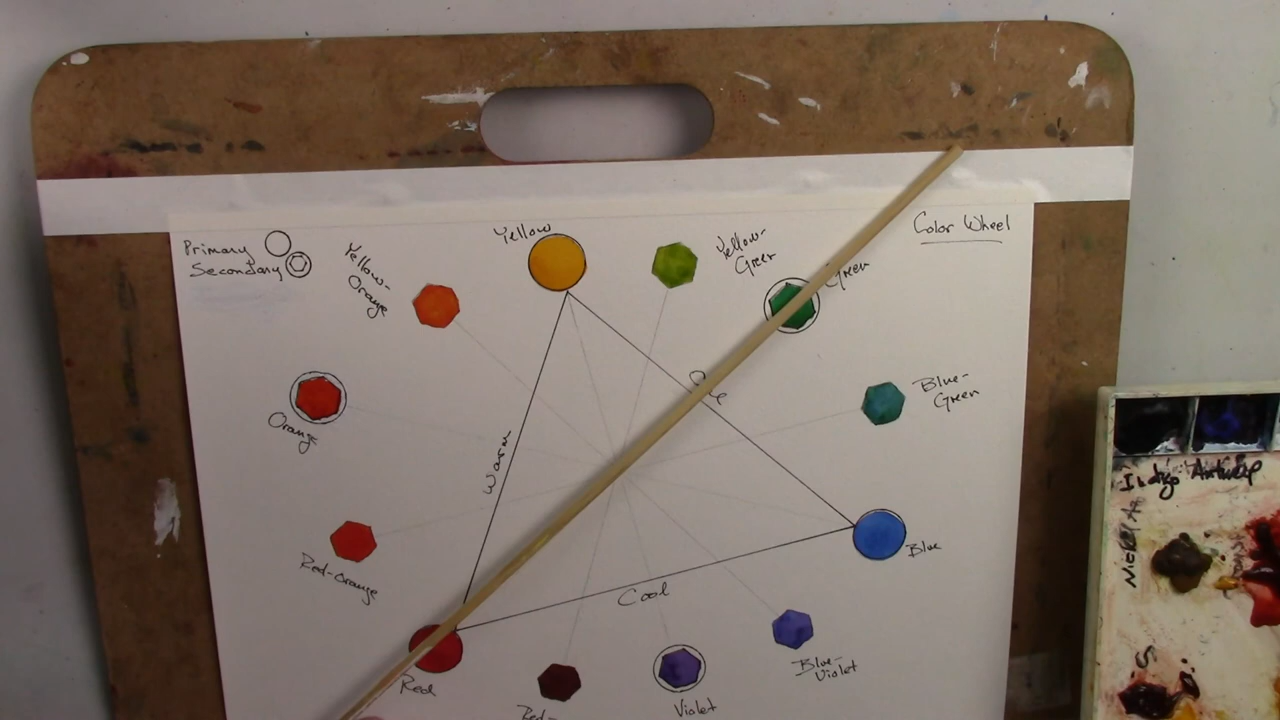 Primary
Secondary
Yellow-
Orange
Yellow
Yellow-
Green
Green
Color Wheel
Orange
Blue-
Green
Warm
Red-Orange
Cool
Blue
Red
Red-
Violet
Blue-
Violet
Indigo